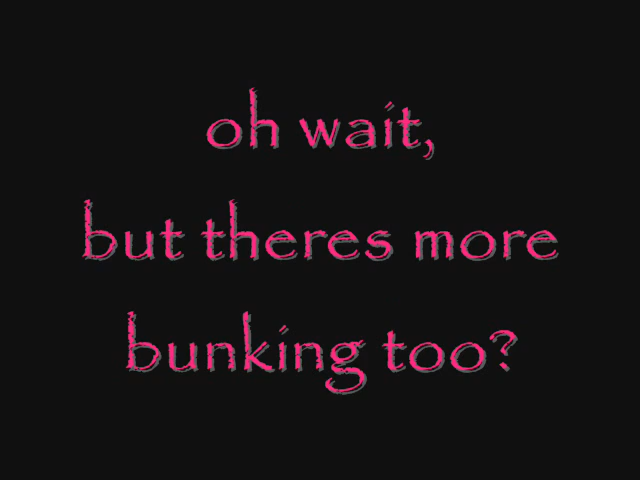 oh wait,
but theres more
bunking too?